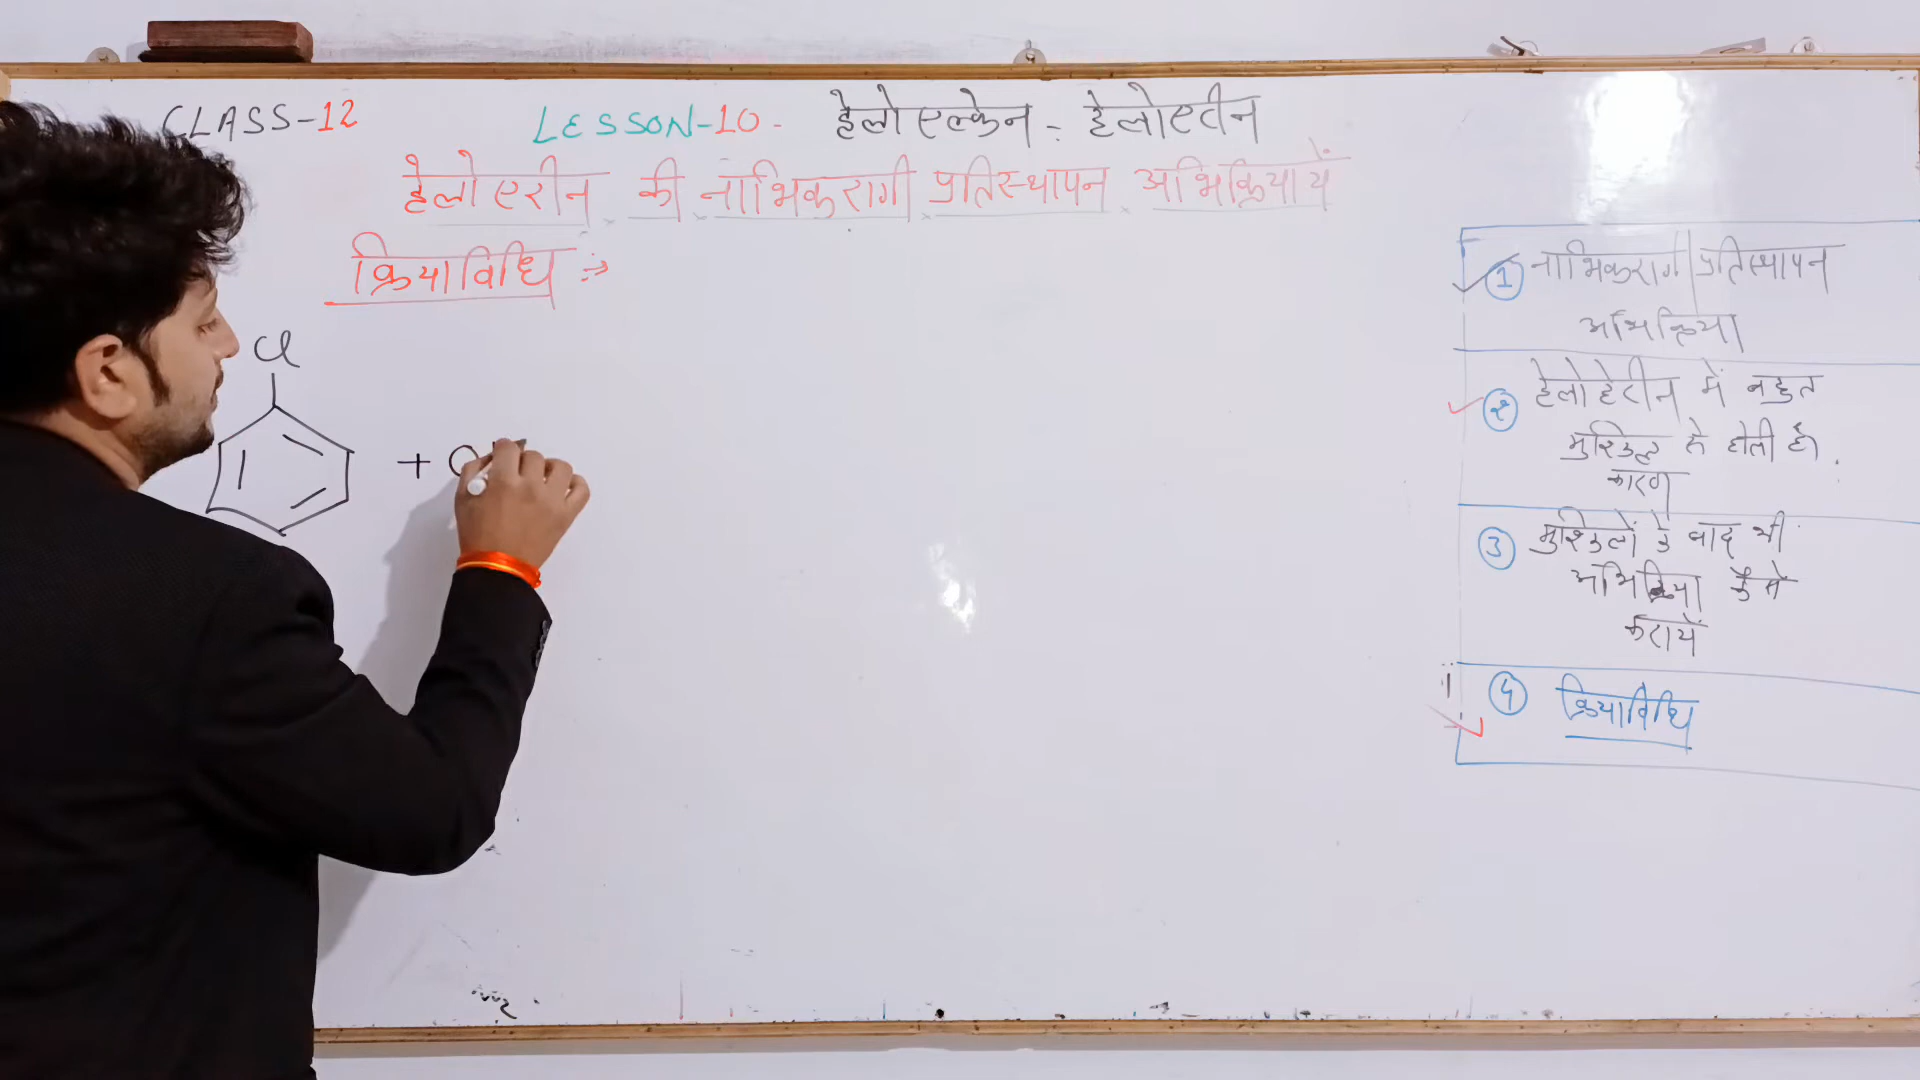 CLASS-12
LESSON-10- हेलोएल्केन - हेलोएरीन
हेलोएरीन की नाभिकरागी प्रतिस्थापन अभिक्रियायें
क्रियाविधि :→
Cl
+ O
1 नाभिकरागी प्रतिस्थापन
अभिक्रिया
2 हेलोहेरीन में बहुत
मुश्किल से होती है।
कारण
3 मुश्किलों के बाद भी
अभिक्रिया कैसे
करायें
4 क्रियाविधि